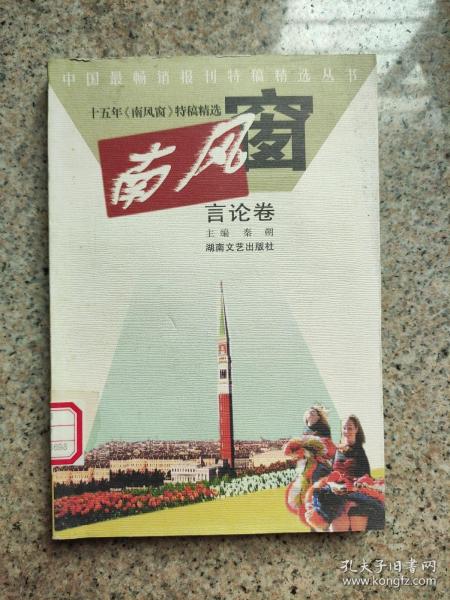 中国最畅销报刊特稿精选丛书
十五年《南风窗》特稿精选
南风窗
言论卷
主编 秦朔
湖南文艺出版社
孔夫子旧书网
www.kongfz.com